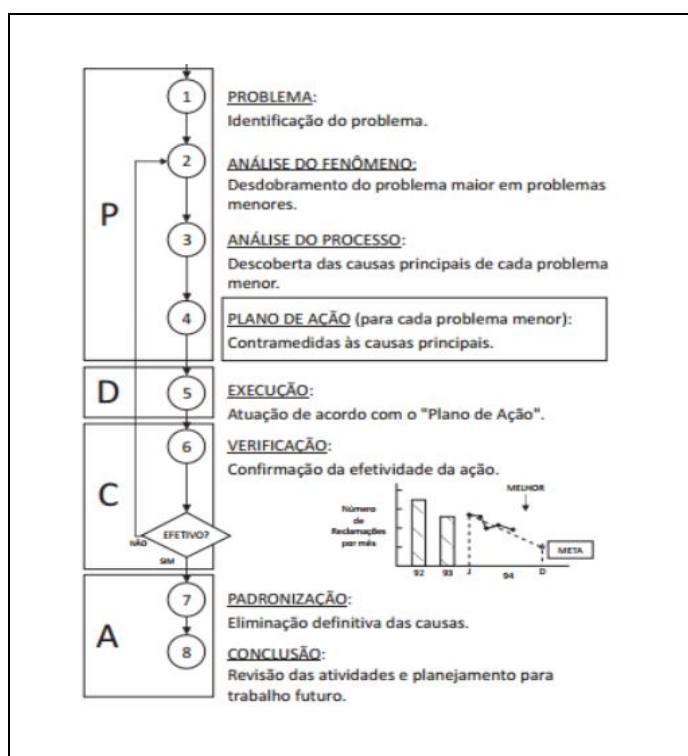 P
1
PROBLEMA:
Identificação do problema.
2
ANÁLISE DO FENÔMENO:
Desdobramento do problema maior em problemas
menores.
3
ANÁLISE DO PROCESSO:
Descoberta das causas principais de cada problema
menor.
4
PLANO DE AÇÃO (para cada problema menor):
Contramedidas às causas principais.
D
5
EXECUÇÃO:
Atuação de acordo com o "Plano de Ação".
C
6
VERIFICAÇÃO:
Confirmação da efetividade da ação.
EFETIVO?
NÃO
SIM
Número
de
Reclamações
por mês
MELHOR
META
92 93 J 94 D
A
7
PADRONIZAÇÃO:
Eliminação definitiva das causas.
8
CONCLUSÃO:
Revisão das atividades e planejamento para
trabalho futuro.